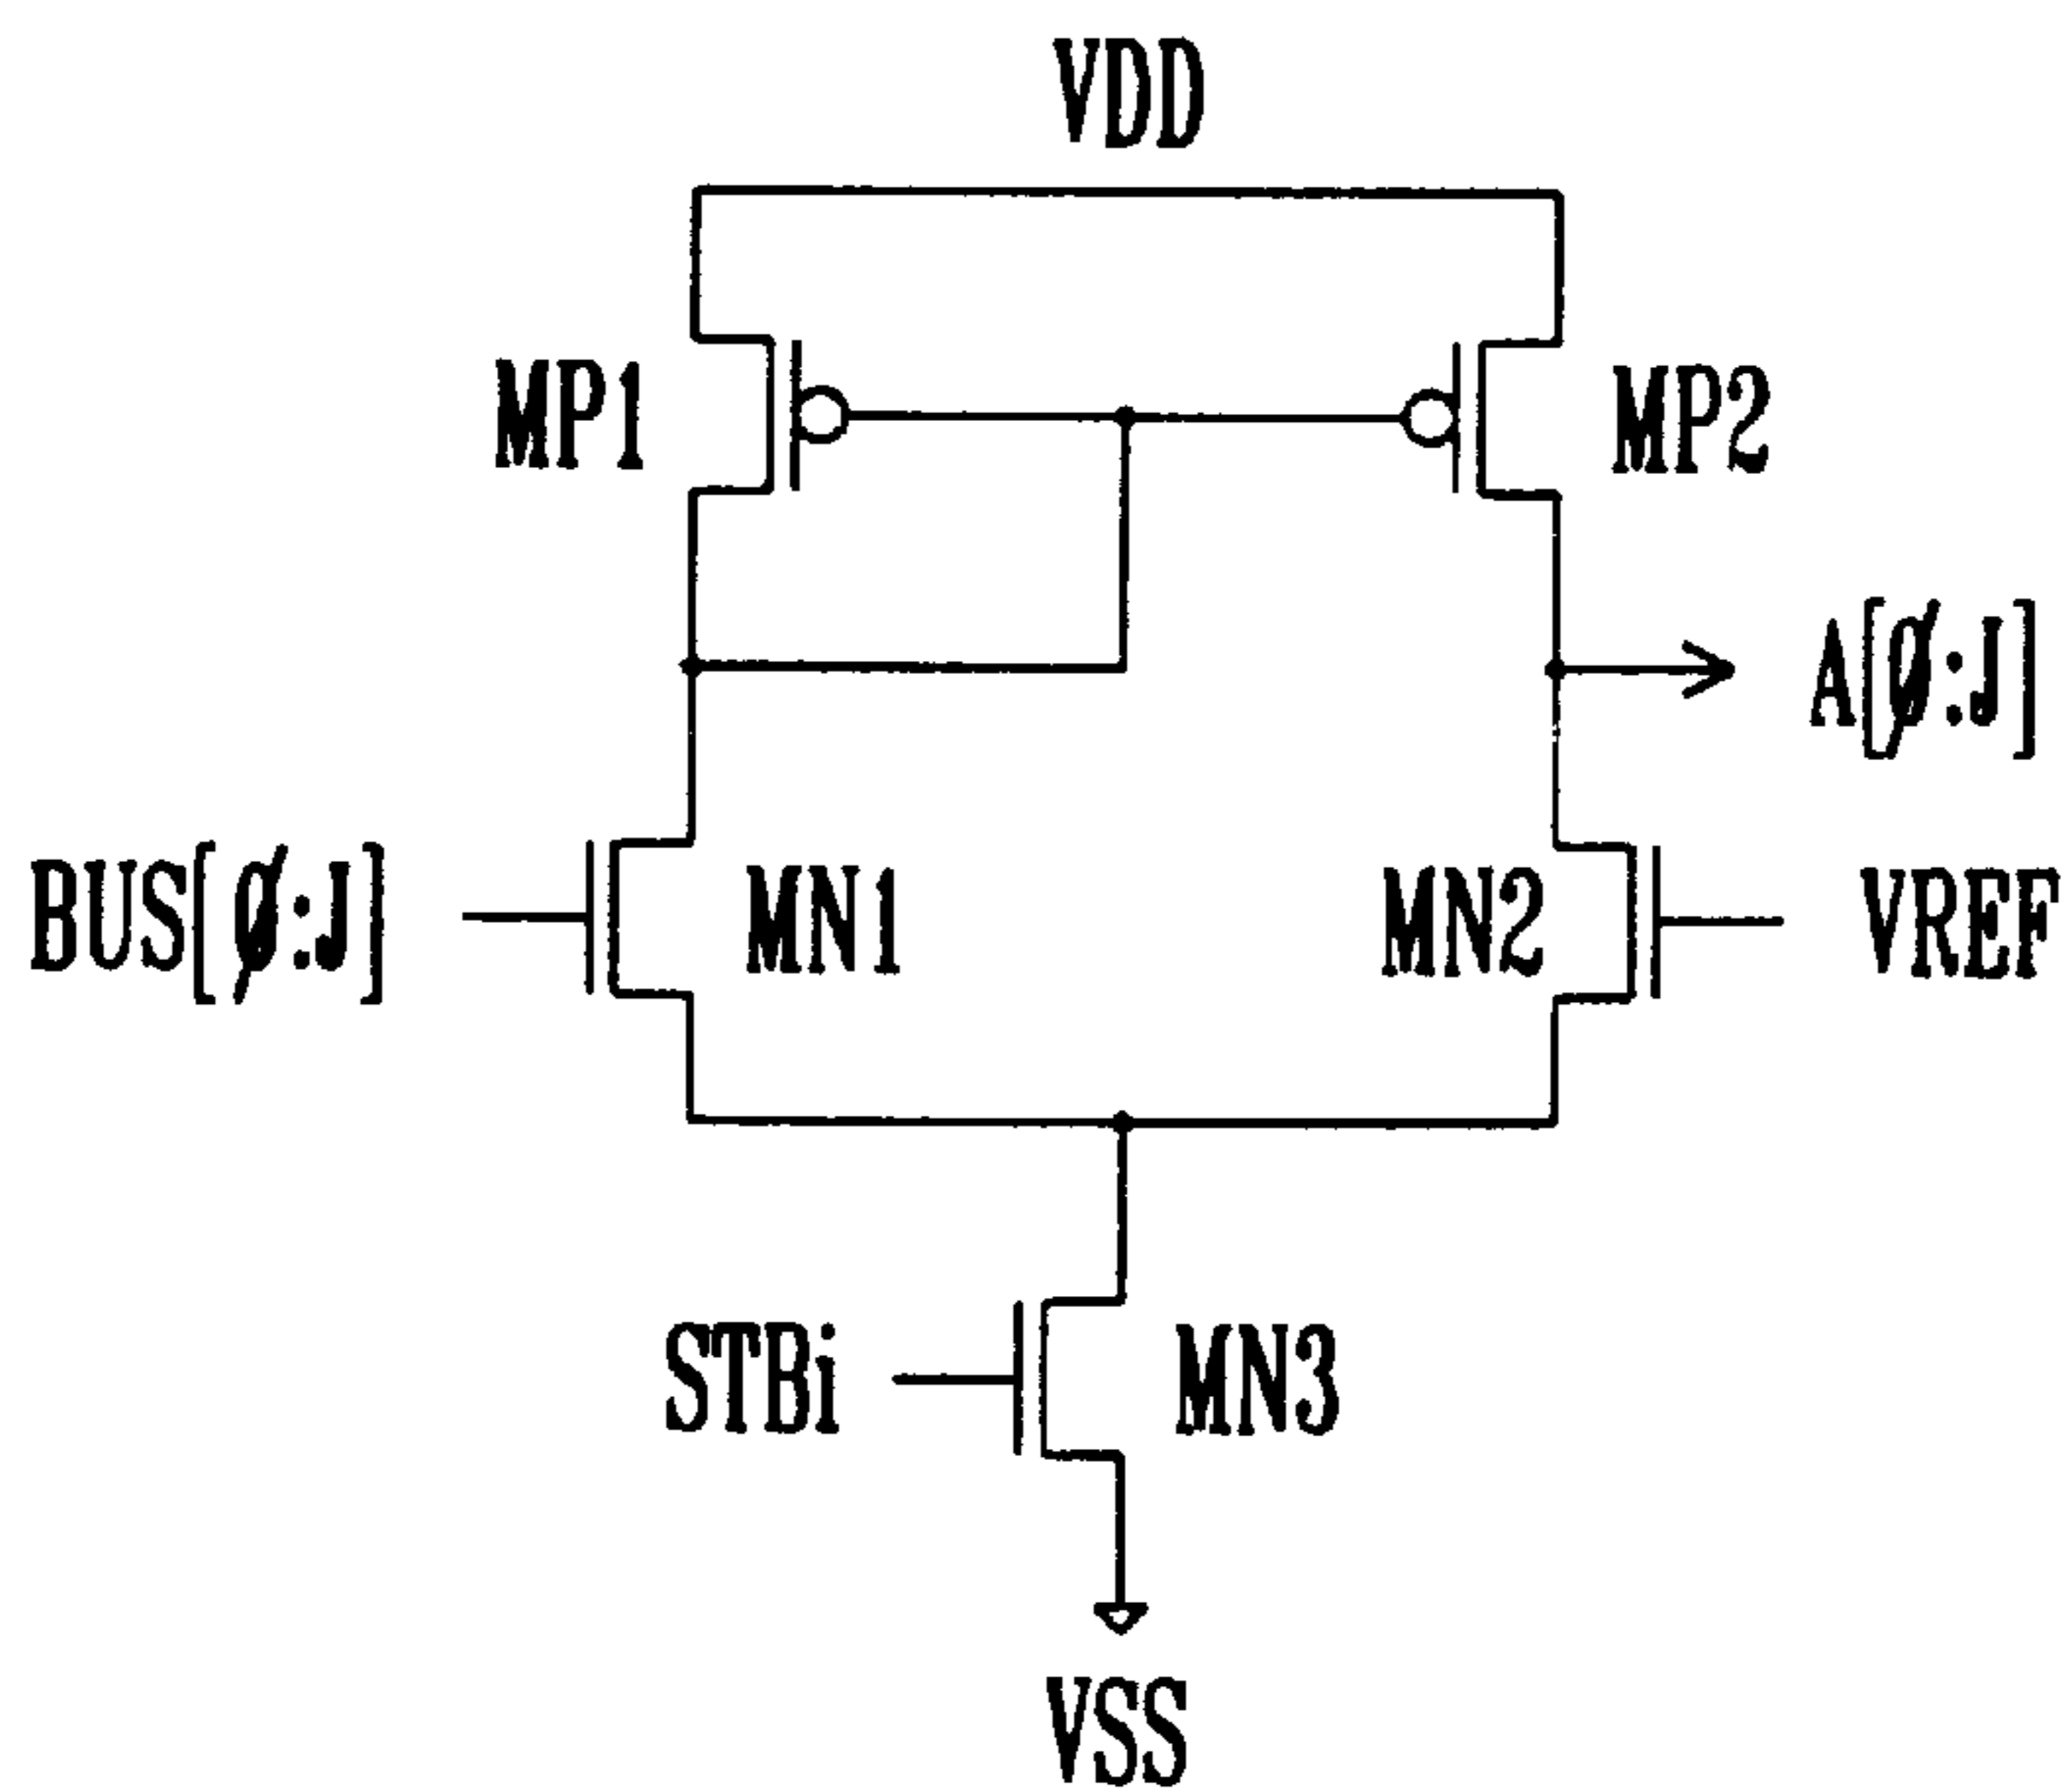 VDD
MP1
MP2
A[Ø:J]
BUS[Ø:J]
MN1
MN2
VREF
STBi
MN3
VSS